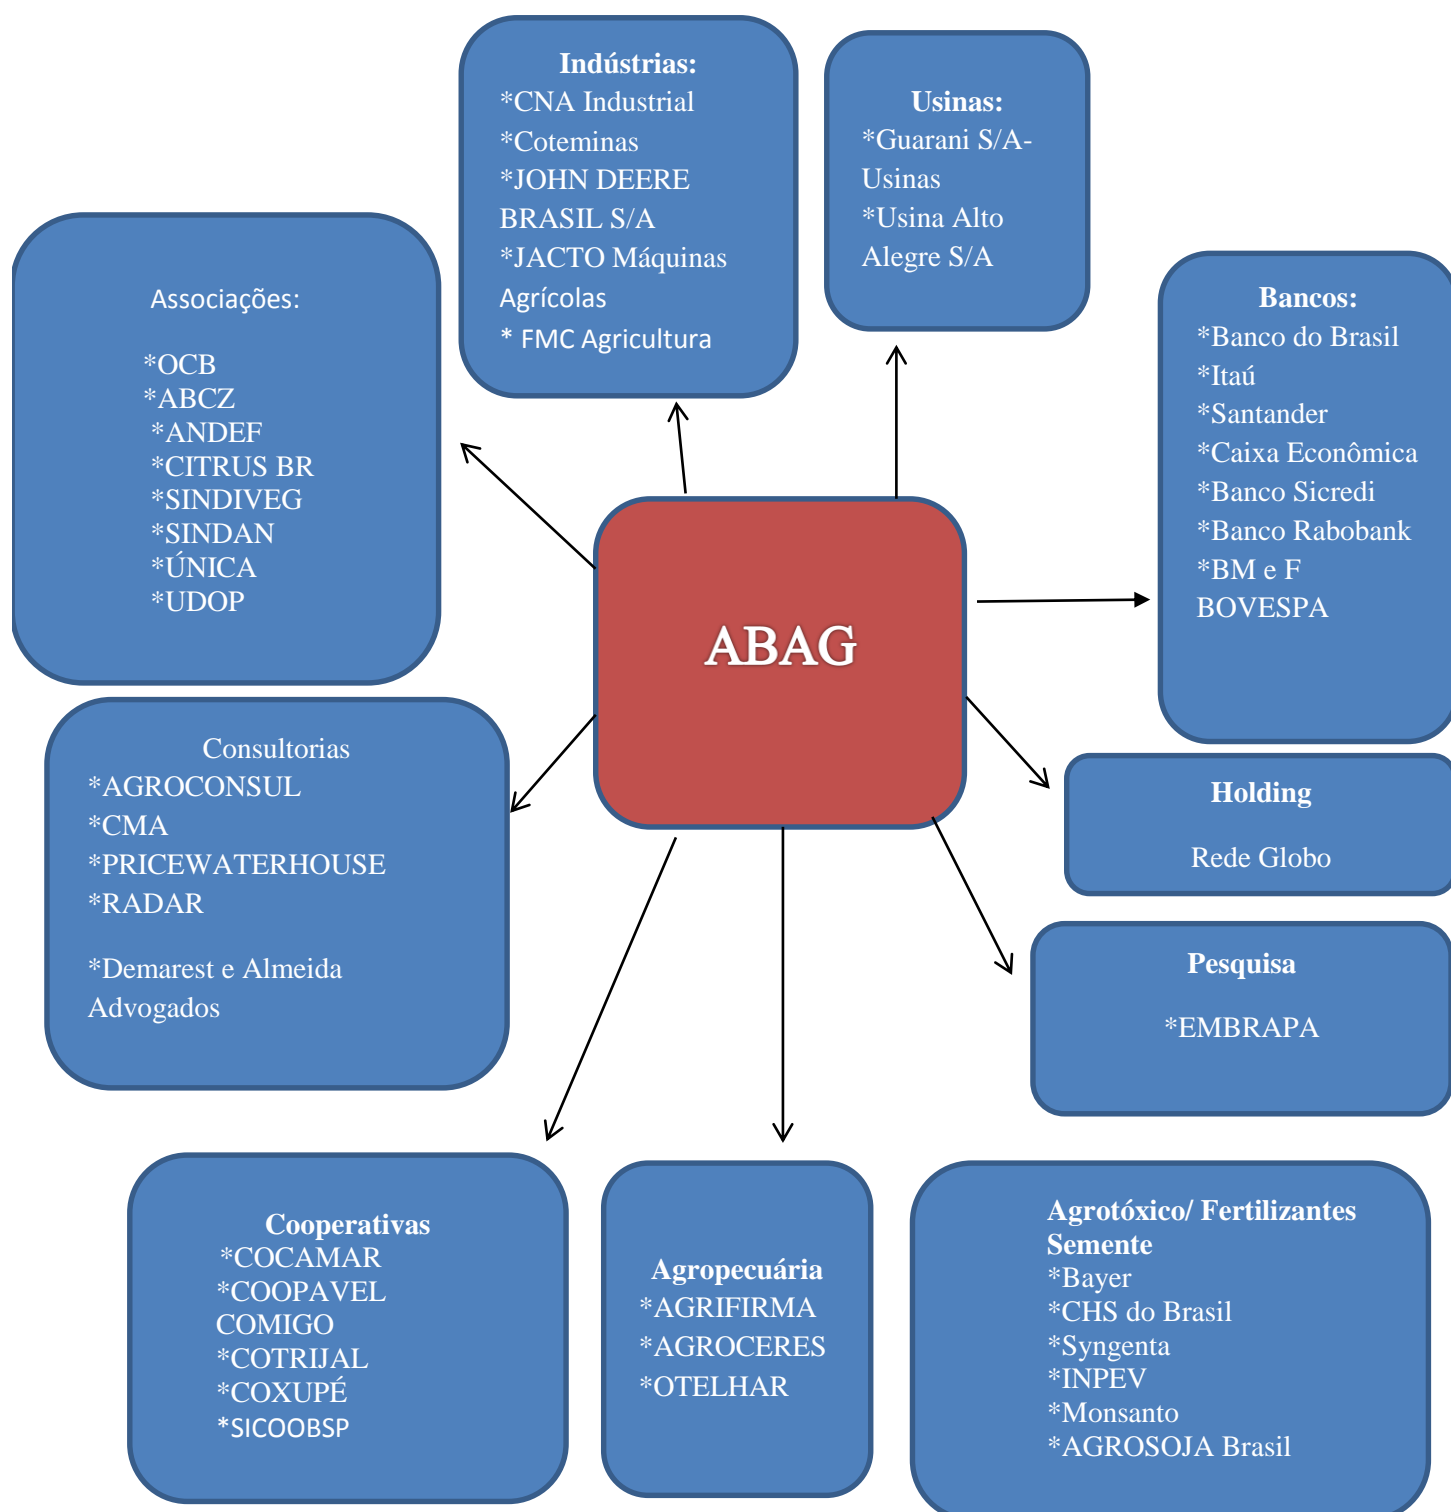 Indústrias:
*CNA Industrial
*Coteminas
*JOHN DEERE
BRASIL S/A
*JACTO Máquinas
Agrícolas
* FMC Agricultura
Usinas:
*Guarani S/A-
Usinas
*Usina Alto
Alegre S/A
Associações:
*OCB
*ABCZ
*ANDEF
*CITRUS BR
*SINDIVEG
*SINDAN
*ÚNICA
*UDOP
Bancos:
*Banco do Brasil
*Itaú
*Santander
*Caixa Econômica
*Banco Sicredi
*Banco Rabobank
*BM e F
BOVESPA
ABAG
Consultorias
*AGROCONSUL
*CMA
*PRICEWATERHOUSE
*RADAR
*Demarest e Almeida
Advogados
Holding
Rede Globo
Pesquisa
*EMBRAPA
Cooperativas
*COCAMAR
*COOPAVEL
COMIGO
*COTRIJAL
*COXUPÉ
*SICOOBSP
Agropecuária
*AGRIFIRMA
*AGROCERES
*OTELHAR
Agrotóxico/ Fertilizantes
Semente
*Bayer
*CHS do Brasil
*Syngenta
*INPEV
*Monsanto
*AGROSOJA Brasil